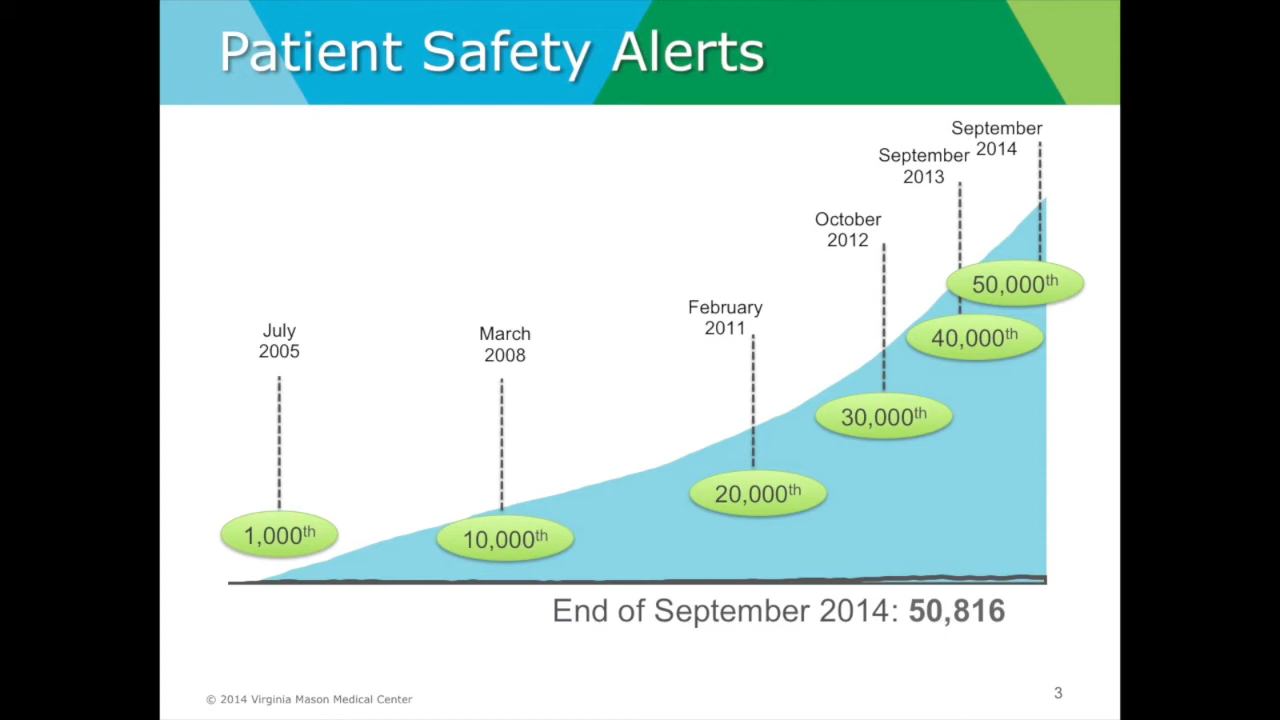 Patient Safety Alerts
September
2014
September
2013
October
2012
February
2011
July
2005
March
2008
50,000th
40,000th
30,000th
20,000th
1,000th
10,000th
End of September 2014: 50,816
© 2014 Virginia Mason Medical Center
3